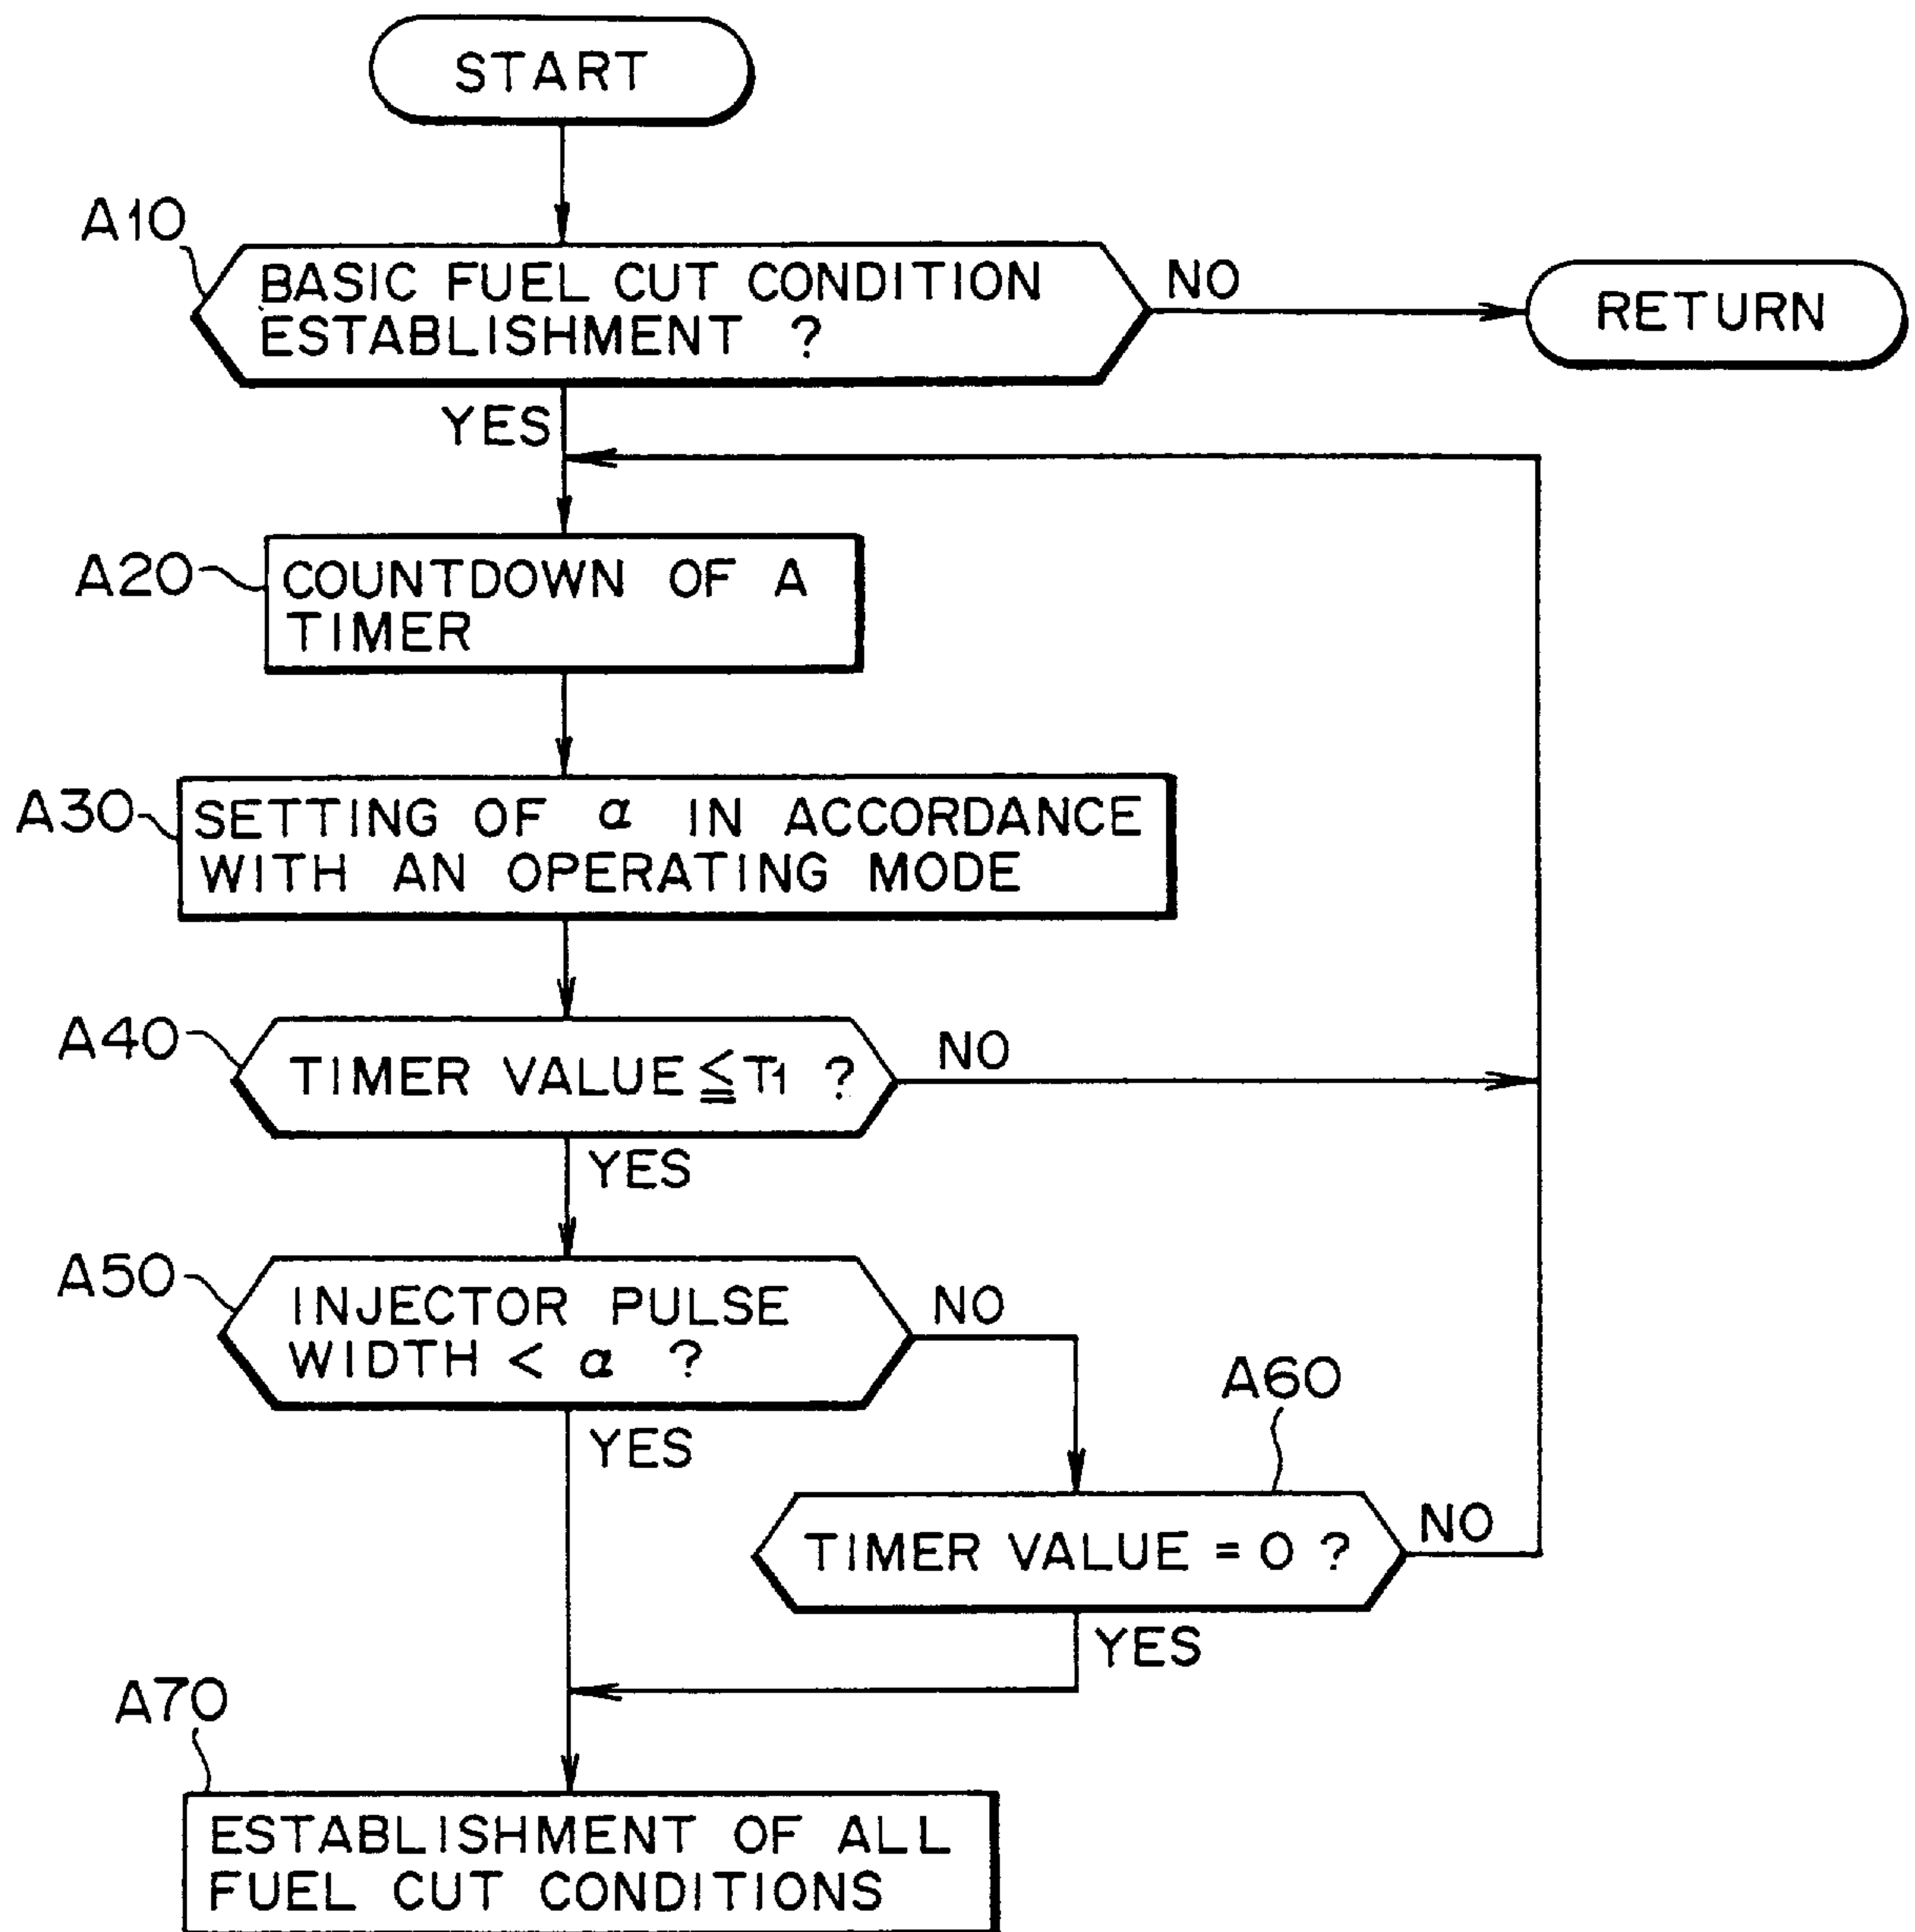 START
A10
BASIC FUEL CUT CONDITION
ESTABLISHMENT ?
NO
RETURN
YES
A20
COUNTDOWN OF A
TIMER
A30
SETTING OF α IN ACCORDANCE
WITH AN OPERATING MODE
A40
TIMER VALUE ≦ T1 ?
NO
YES
A50
INJECTOR PULSE
WIDTH < α ?
NO
YES
A60
TIMER VALUE = 0 ?
NO
YES
A70
ESTABLISHMENT OF ALL
FUEL CUT CONDITIONS